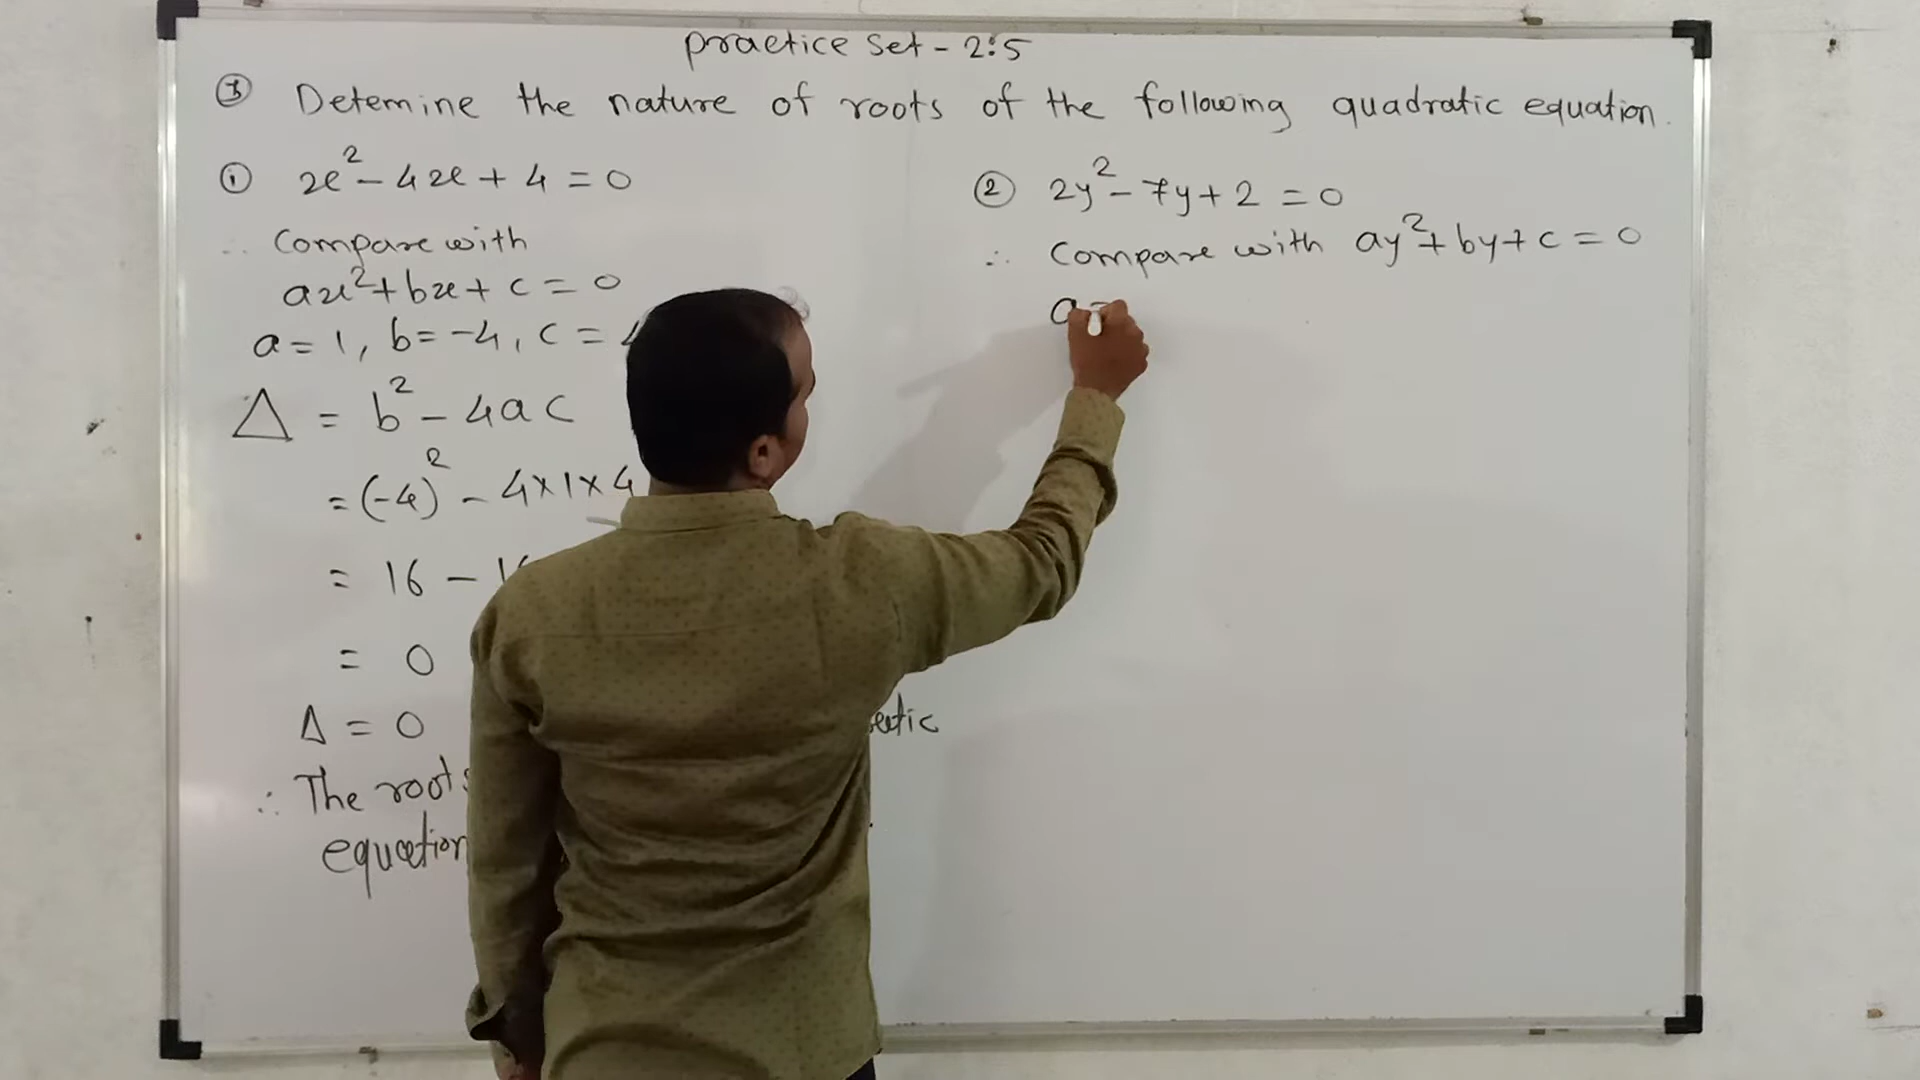 practice set - 2:5
③ Detemine the nature of roots of the following quadratic equation.
① x² - 4x + 4 = 0
∴ Compare with
ax² + bx + c = 0
a = 1, b = -4, c = 4
Δ = b² - 4ac
= (-4)² - 4×1×4
= 16 - 16
= 0
Δ = 0
∴ The roots
equation
② 2y² - 7y + 2 = 0
∴ Compare with ay² + by + c = 0
a =